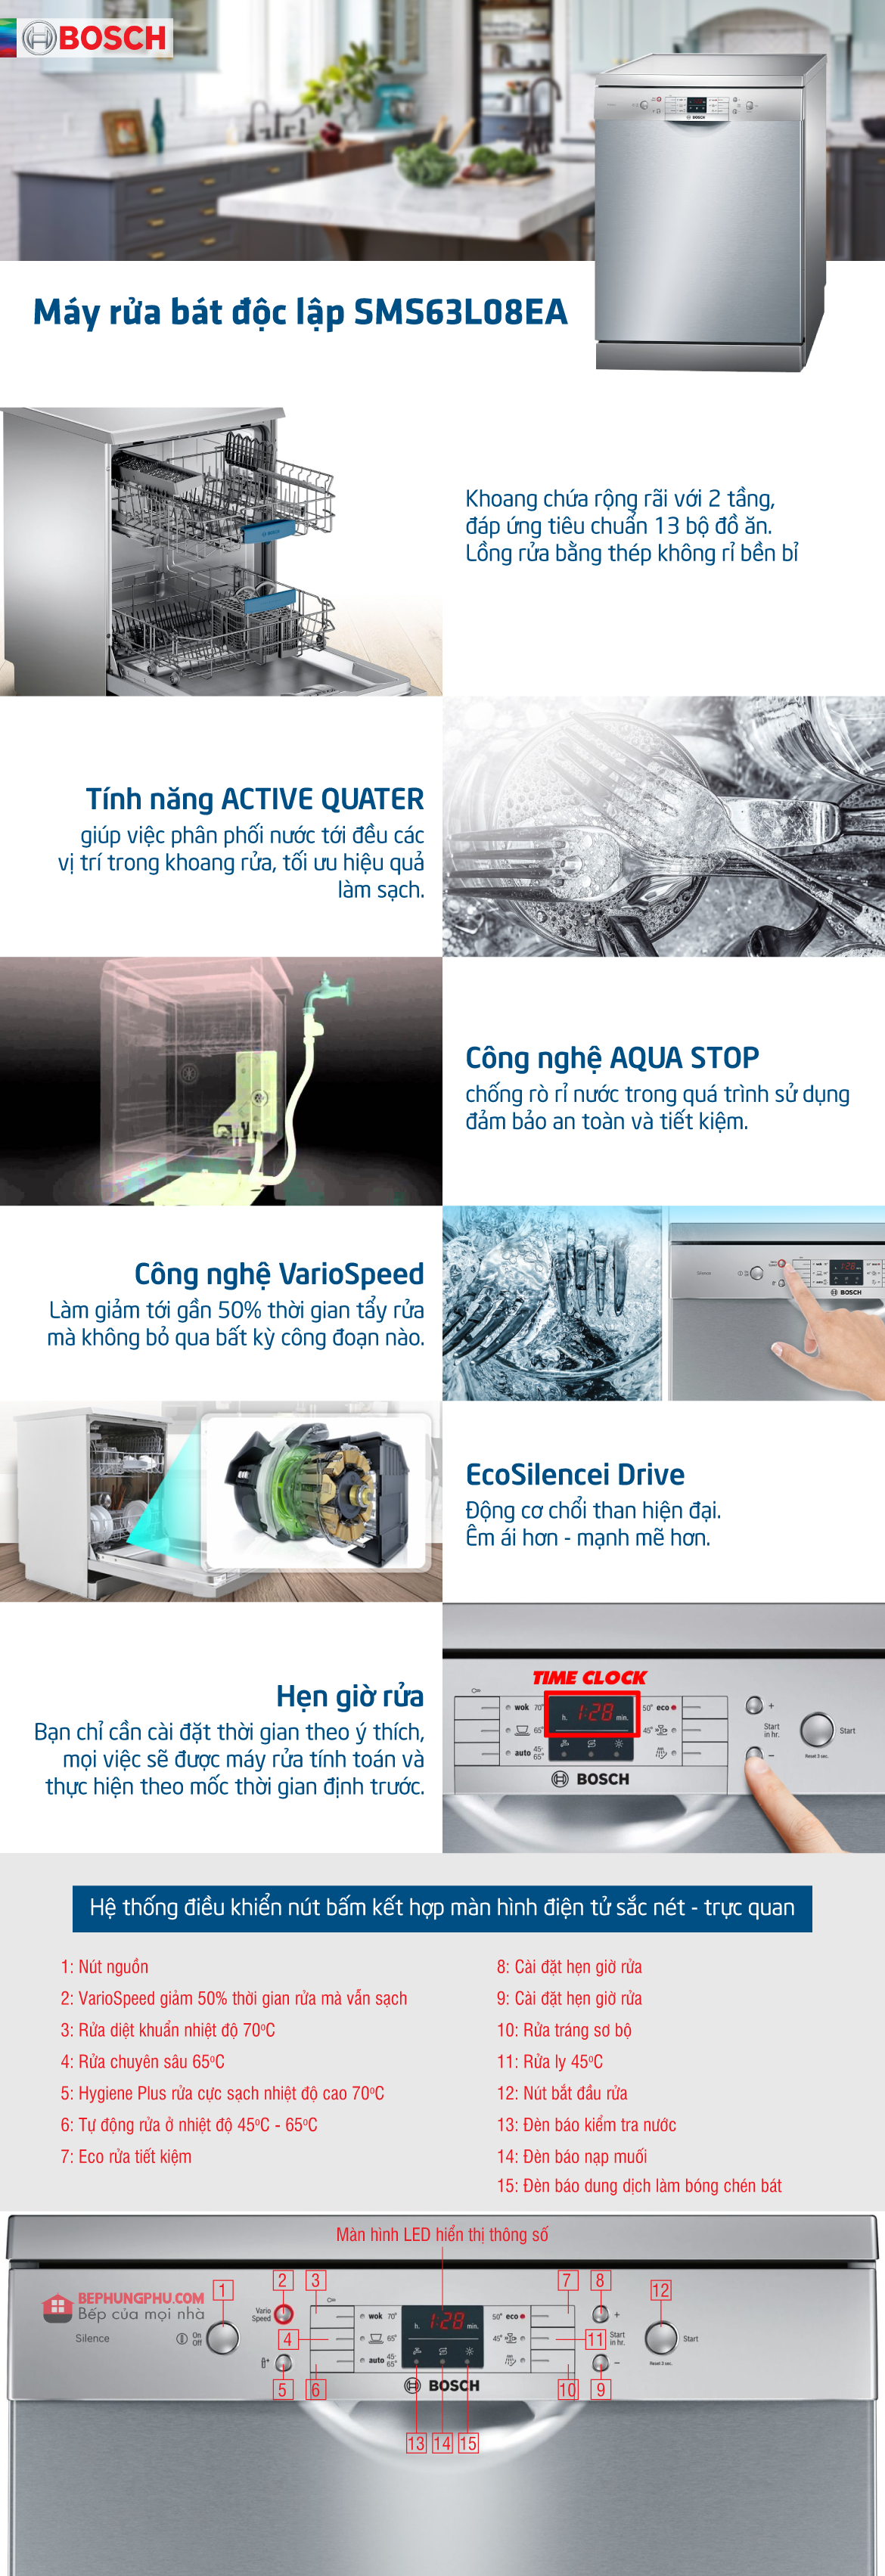 BOSCH
BOSCH
Máy rửa bát độc lập SMS63L08EA
Khoang chứa rộng rãi với 2 tầng,
đáp ứng tiêu chuẩn 13 bộ đồ ăn.
Lồng rửa bằng thép không rỉ bền bỉ
Tính năng ACTIVE QUATER
giúp việc phân phối nước tới đều các
vị trí trong khoang rửa, tối ưu hiệu quả
làm sạch.
Công nghệ AQUA STOP
chống rò rỉ nước trong quá trình sử dụng
đảm bảo an toàn và tiết kiệm.
Công nghệ VarioSpeed
Làm giảm tới gần 50% thời gian tẩy rửa
mà không bỏ qua bất kỳ công đoạn nào.
1:28
BOSCH
EcoSilencei Drive
Động cơ chổi than hiện đại.
Êm ái hơn - mạnh mẽ hơn.
Hẹn giờ rửa
Bạn chỉ cần cài đặt thời gian theo ý thích,
mọi việc sẽ được máy rửa tính toán và
thực hiện theo mốc thời gian định trước.
TIME CLOCK
wok 70° h. 1:28 min. 50° eco +
65° 45° Start in hr. Start
auto 45° 65° - Reset 3 sec.
BOSCH
Hệ thống điều khiển nút bấm kết hợp màn hình điện tử sắc nét - trực quan
1: Nút nguồn
2: VarioSpeed giảm 50% thời gian rửa mà vẫn sạch
3: Rửa diệt khuẩn nhiệt độ 70ºC
4: Rửa chuyên sâu 65ºC
5: Hygiene Plus rửa cực sạch nhiệt độ cao 70ºC
6: Tự động rửa ở nhiệt độ 45ºC - 65ºC
7: Eco rửa tiết kiệm
8: Cài đặt hẹn giờ rửa
9: Cài đặt hẹn giờ rửa
10: Rửa tráng sơ bộ
11: Rửa ly 45ºC
12: Nút bắt đầu rửa
13: Đèn báo kiểm tra nước
14: Đèn báo nạp muối
15: Đèn báo dung dịch làm bóng chén bát
Màn hình LED hiển thị thông số
BEPHUNGPHU.COM
Bếp của mọi nhà
1 2 3 7 8 12
Vario Speed wok 70° h. 1:28 min. 50° eco +
Silence On Off 4 65° 45° 11 Start in hr. Start
auto 45° 65° - Reset 3 sec.
BOSCH
5 6 10 9
13 14 15